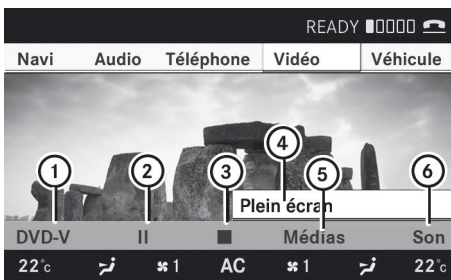 READY
Navi Audio Téléphone Vidéo Véhicule
1 2 3 4 5 6
Plein écran
DVD-V II ■ Médias Son
22°c 1 AC 1 22°c